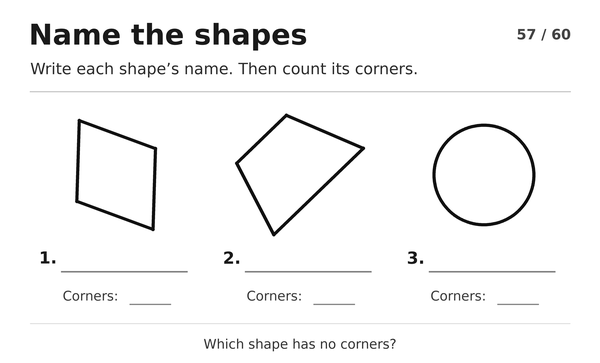 Name the shapes
57 / 60
Write each shape’s name. Then count its corners.
1. 2. 3.
Corners: Corners: Corners:
Which shape has no corners?